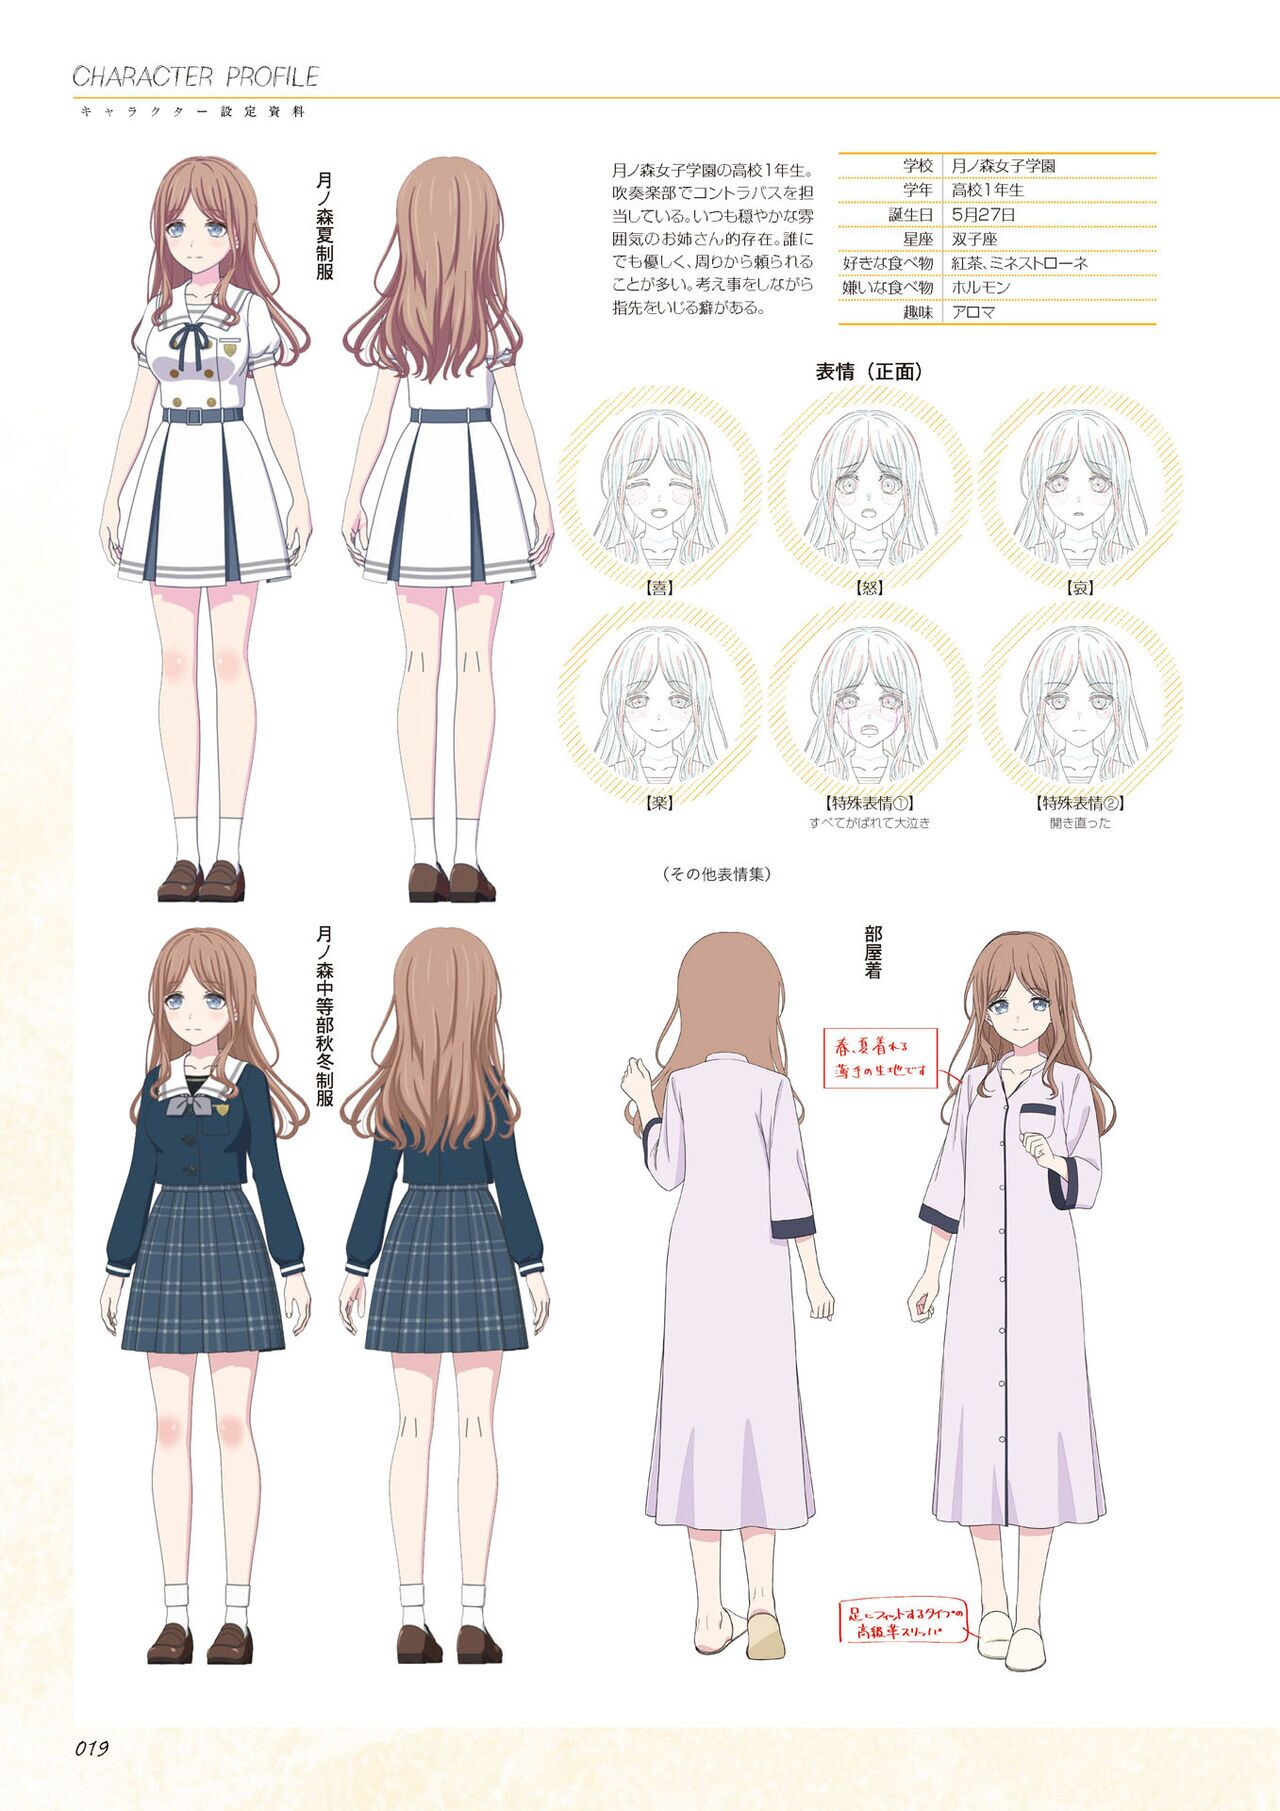 CHARACTER PROFILE
キャラクター設定資料
月ノ森夏制服
月ノ森女子学園の高校1年生。
吹奏楽部でコントラバスを担
当している。いつも穏やかな雰
囲気のお姉さん的存在。誰に
でも優しく、周りから頼られる
ことが多い。考え事をしながら
指先をいじる癖がある。
学校 月ノ森女子学園
学年 高校1年生
誕生日 5月27日
星座 双子座
好きな食べ物 紅茶、ミネストローネ
嫌いな食べ物 ホルモン
趣味 アロマ
表情（正面）
【喜】
【怒】
【哀】
【楽】
【特殊表情①】
すべてがばれて大泣き
【特殊表情②】
開き直った
（その他表情集）
月ノ森中等部秋冬制服
部屋着
春、夏着れる
薄手の生地です
足にフィットするタイプの
高級革スリッパ
019